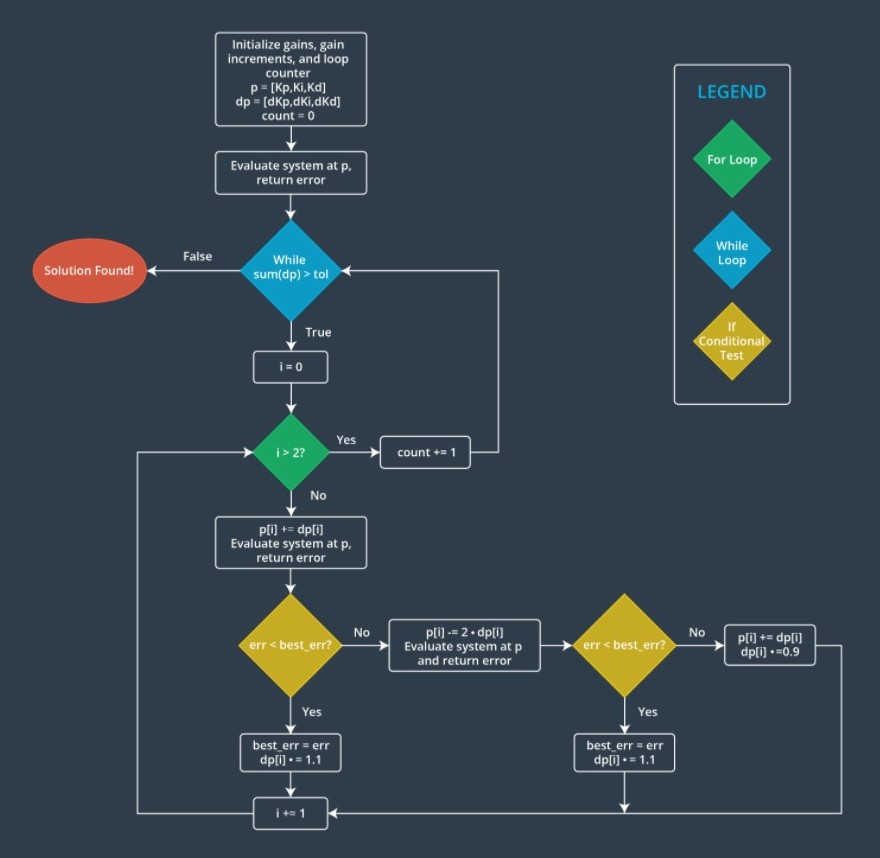 Initialize gains, gain
increments, and loop
counter
p = [Kp,Ki,Kd]
dp = [dKp,dKi,dKd]
count = 0
Evaluate system at p,
return error
While
sum(dp) > tol
False
Solution Found!
True
i = 0
i > 2?
Yes
count += 1
No
p[i] += dp[i]
Evaluate system at p,
return error
err < best_err?
No
p[i] -= 2 • dp[i]
Evaluate system at p
and return error
err < best_err?
No
p[i] += dp[i]
dp[i] •=0.9
Yes
best_err = err
dp[i] • = 1.1
Yes
best_err = err
dp[i] • = 1.1
i += 1
LEGEND
For Loop
While
Loop
If
Conditional
Test